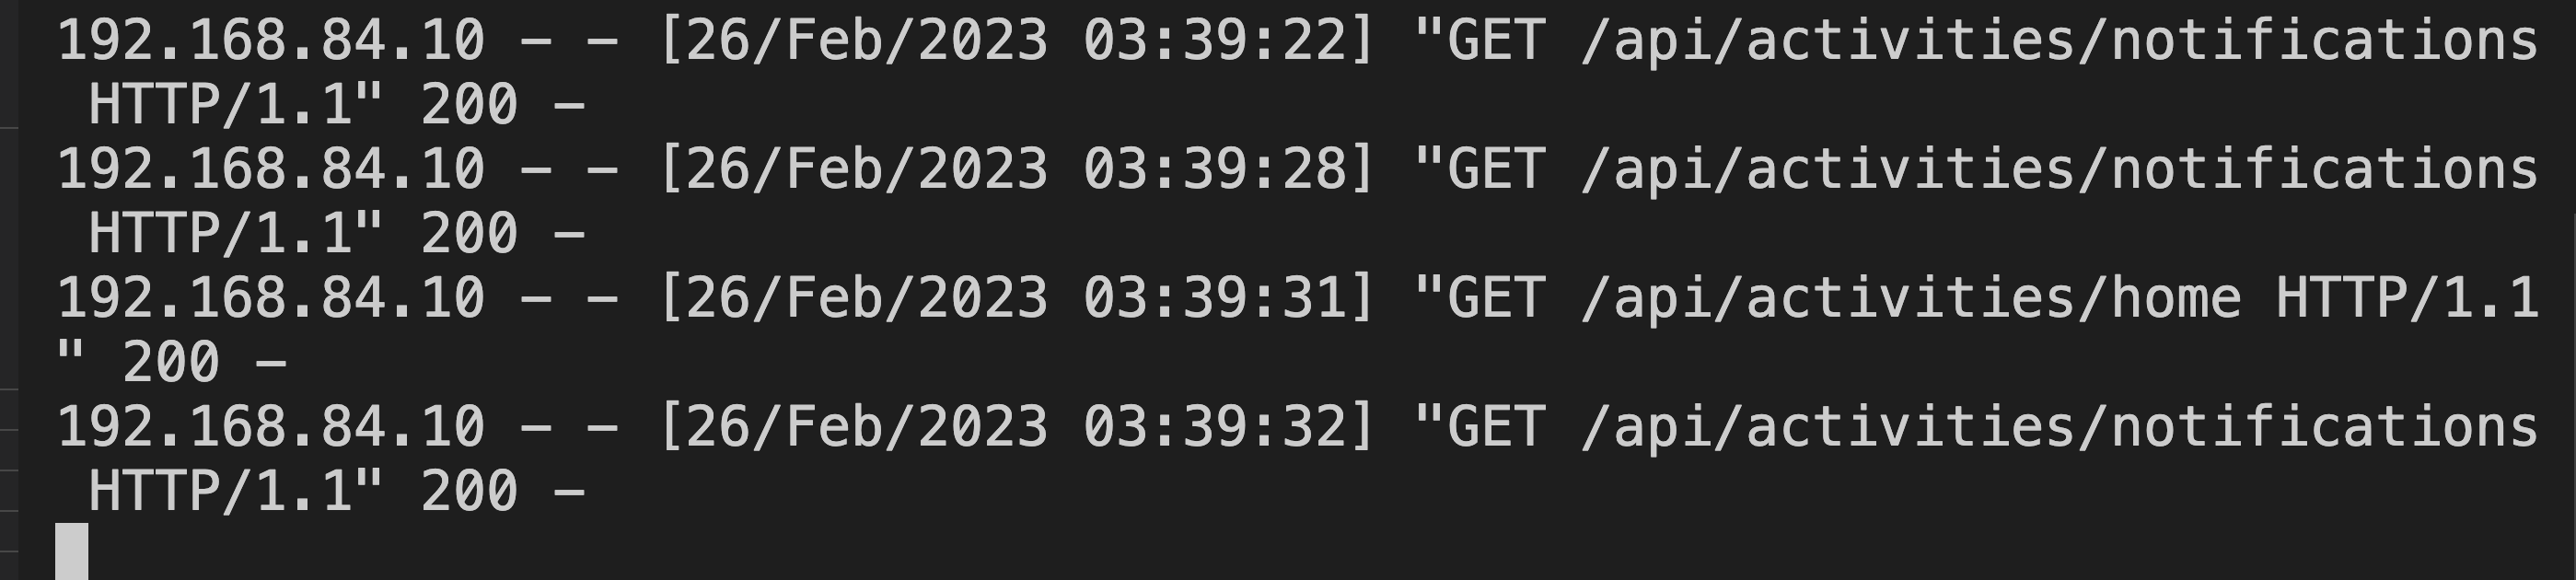 192.168.84.10 - - [26/Feb/2023 03:39:22] "GET /api/activities/notifications
 HTTP/1.1" 200 -
192.168.84.10 - - [26/Feb/2023 03:39:28] "GET /api/activities/notifications
 HTTP/1.1" 200 -
192.168.84.10 - - [26/Feb/2023 03:39:31] "GET /api/activities/home HTTP/1.1
" 200 -
192.168.84.10 - - [26/Feb/2023 03:39:32] "GET /api/activities/notifications
 HTTP/1.1" 200 -